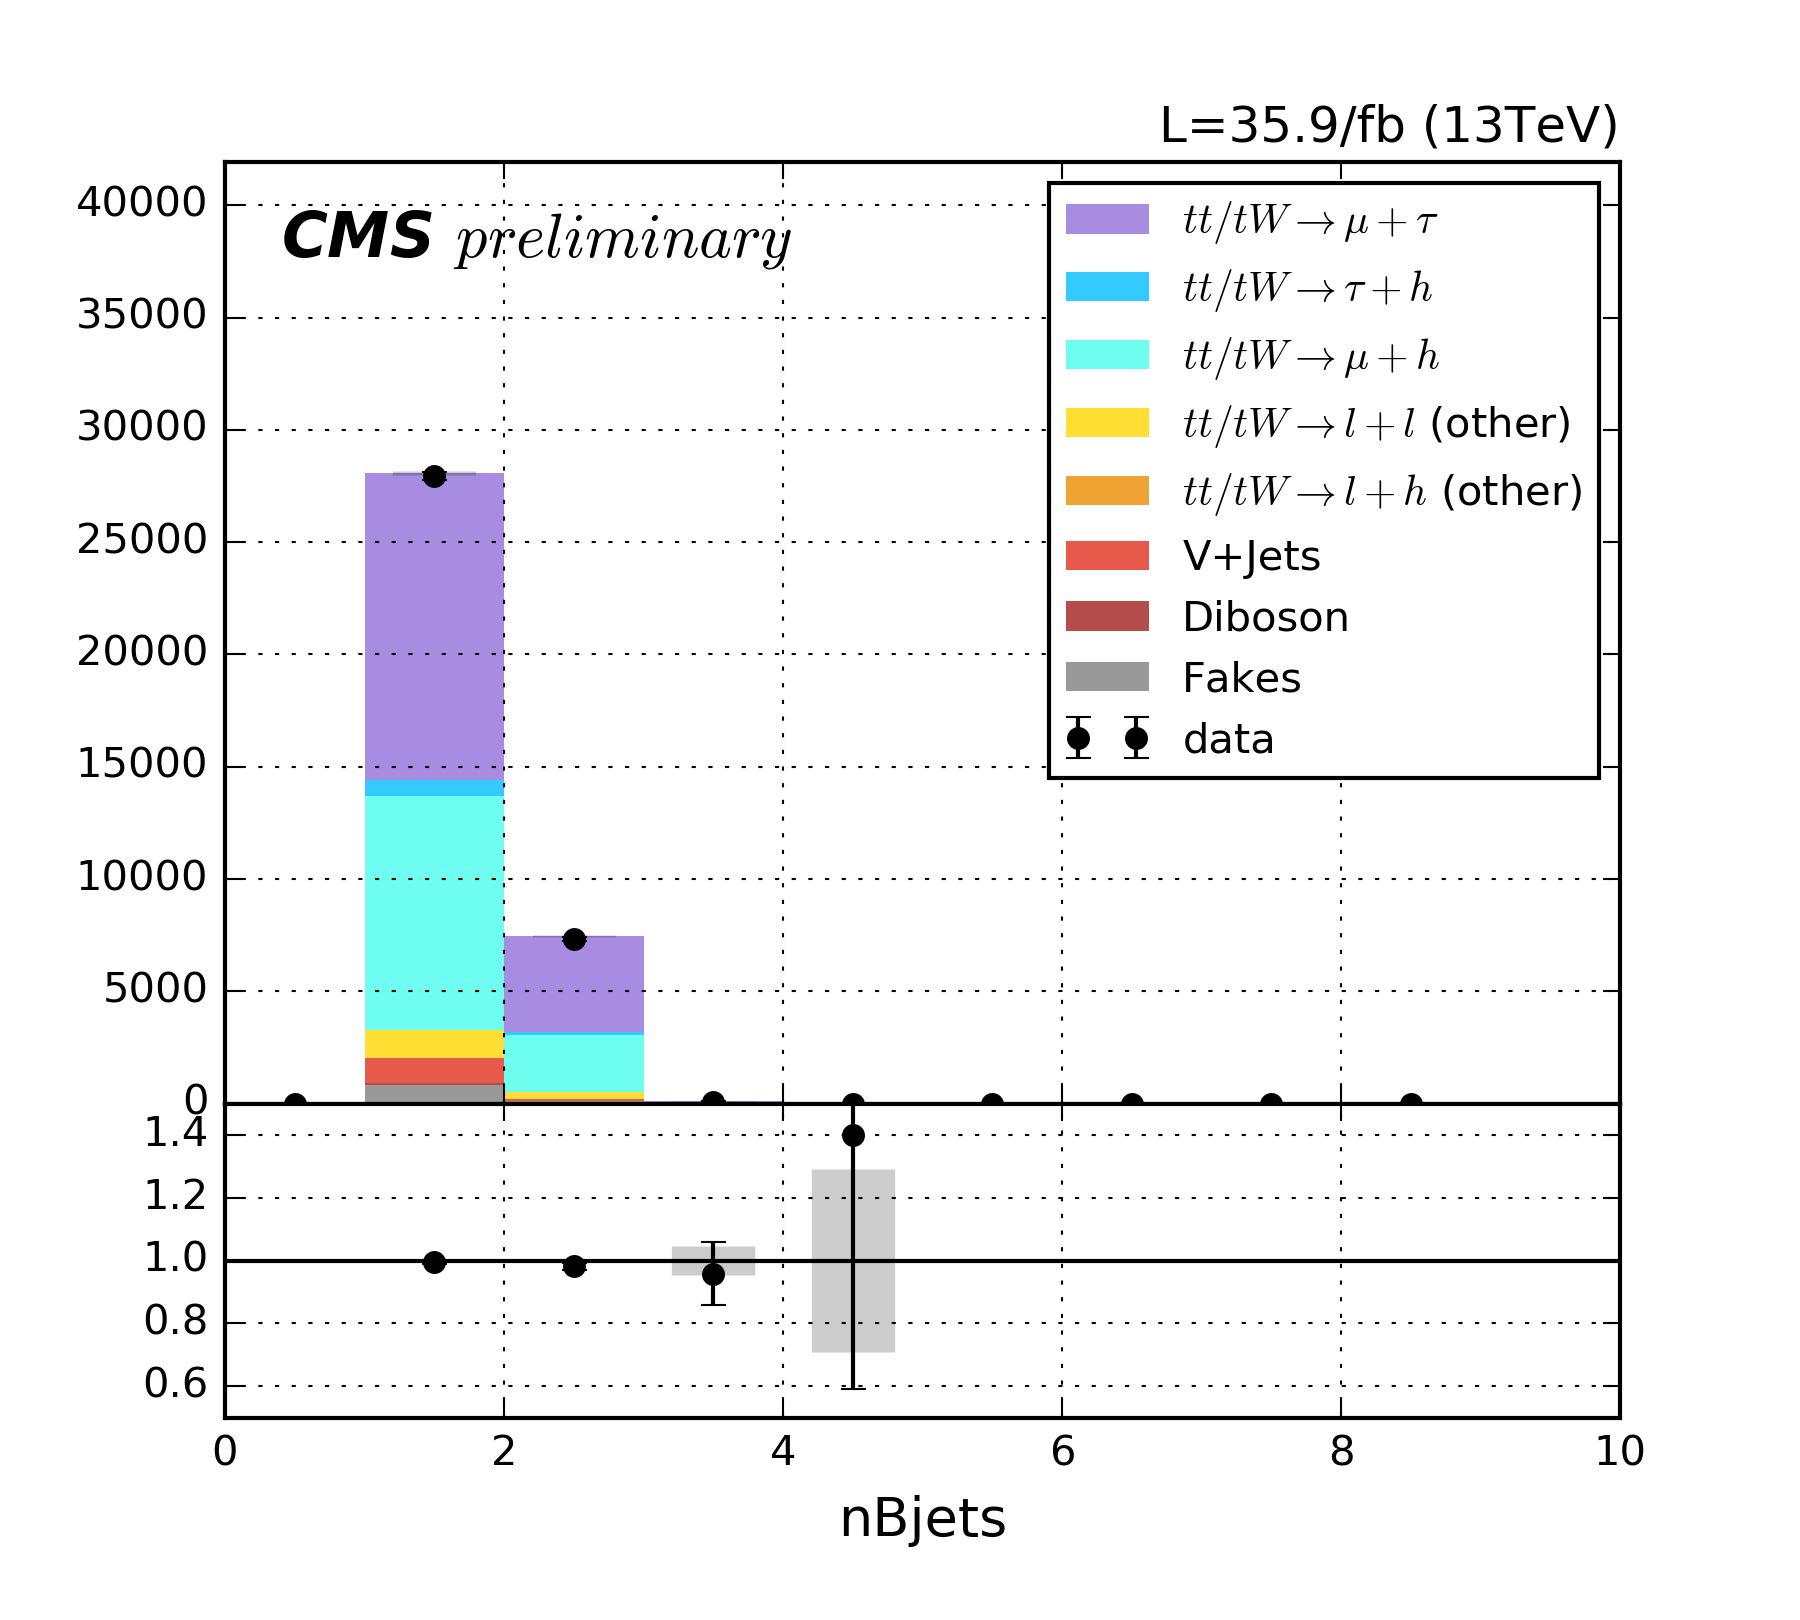 L=35.9/fb (13TeV)
CMS preliminary
40000
35000
30000
25000
20000
15000
10000
5000
0
tt/tW → μ + τ
tt/tW → τ + h
tt/tW → μ + h
tt/tW → l + l (other)
tt/tW → l + h (other)
V+Jets
Diboson
Fakes
data
1.4
1.2
1.0
0.8
0.6
0 2 4 6 8 10
nBjets